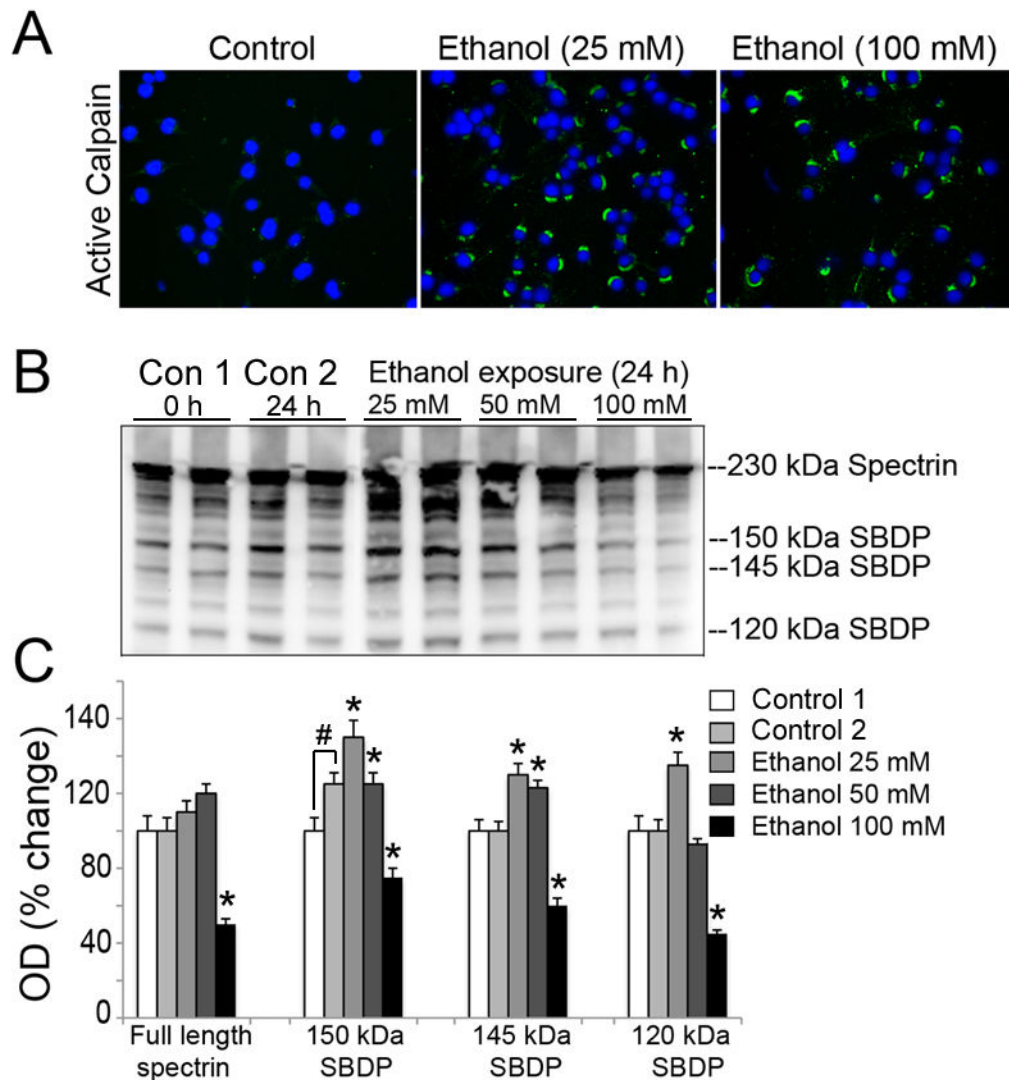 A
Control
Ethanol (25 mM)
Ethanol (100 mM)
Active Calpain
B
Con 1
Con 2
Ethanol exposure (24 h)
0 h
24 h
25 mM
50 mM
100 mM
--230 kDa Spectrin
--150 kDa SBDP
--145 kDa SBDP
--120 kDa SBDP
C
OD (% change)
140
120
80
40
0
#
*
*
*
*
*
*
*
*
*
Control 1
Control 2
Ethanol 25 mM
Ethanol 50 mM
Ethanol 100 mM
Full length
spectrin
150 kDa
SBDP
145 kDa
SBDP
120 kDa
SBDP